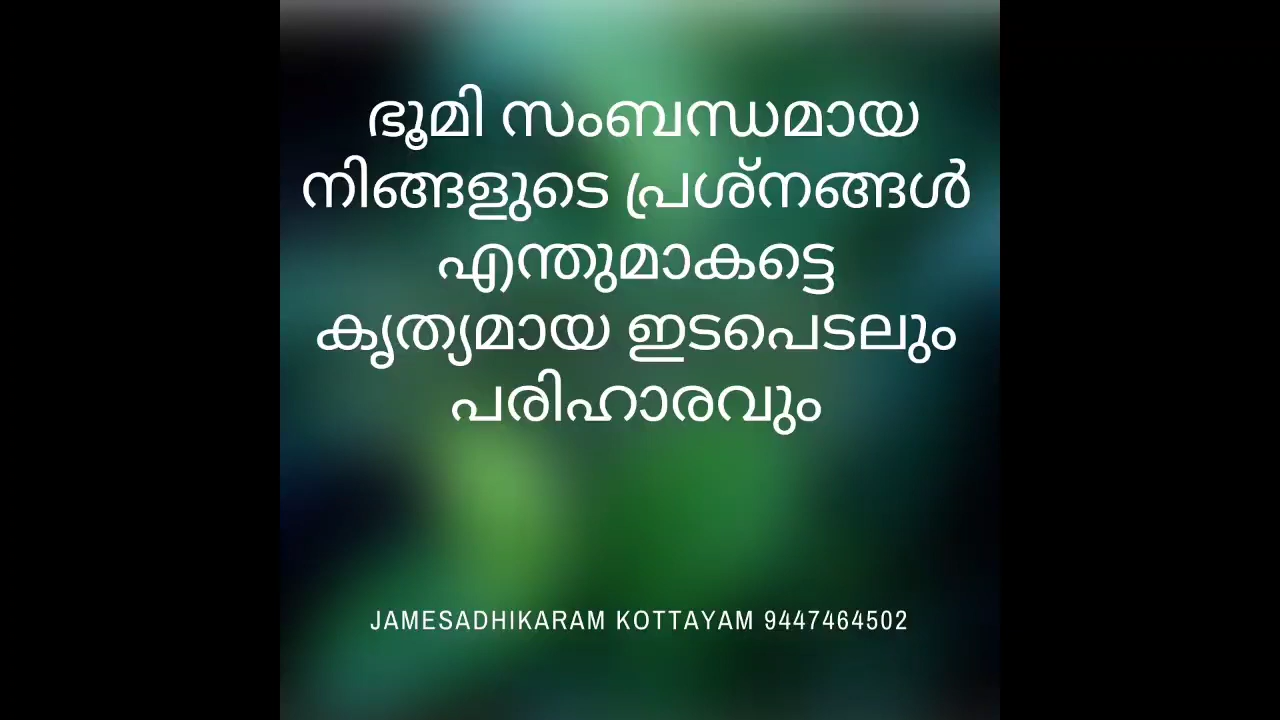 ഭൂമി സംബന്ധമായ
നിങ്ങളുടെ പ്രശ്നങ്ങൾ
എന്തുമാകട്ടെ
കൃത്യമായ ഇടപെടലും
പരിഹാരവും
JAMESADHIKARAM KOTTAYAM 9447464502